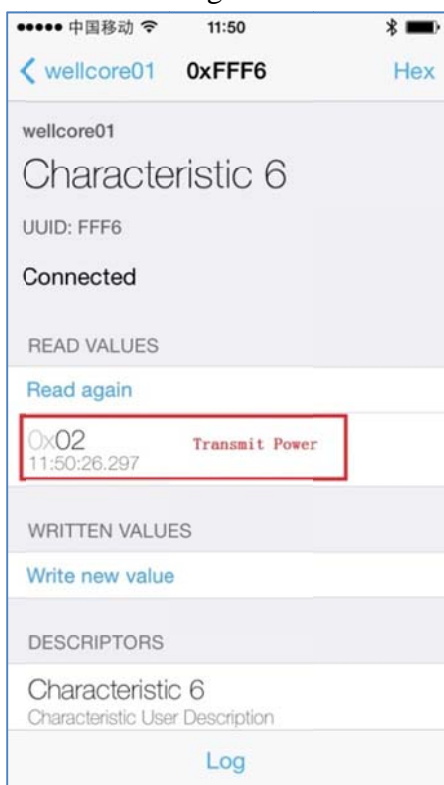 ●●●●● 中国移动 11:50
wellcore01 0xFFF6 Hex
wellcore01
Characteristic 6
UUID: FFF6
Connected
READ VALUES
Read again
0x02 Transmit Power
11:50:26.297
WRITTEN VALUES
Write new value
DESCRIPTORS
Characteristic 6
Characteristic User Description
Log